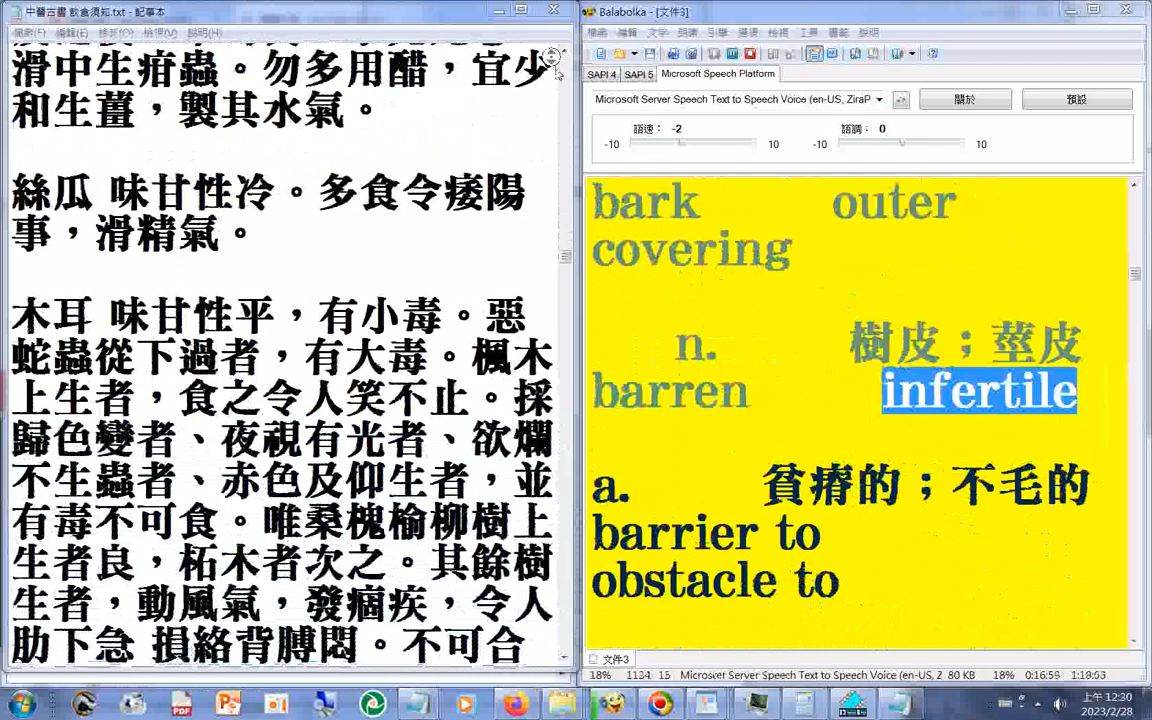 中醫古書 飲食須知.txt - 記事本
滑中生疳蟲。勿多用醋，宜少
和生薑，製其水氣。
絲瓜 味甘性冷。多食令痿陽
事，滑精氣。
木耳 味甘性平，有小毒。惡
蛇蟲從下過者，有大毒。楓木
上生者，食之令人笑不止。採
歸色變者、夜視有光者、欲爛
不生蟲者、赤色及仰生者，並
有毒不可食。唯桑槐榆柳樹上
生者良，柘木者次之。其餘樹
生者，動風氣，發痼疾，令人
肋下急 損絡背膊悶。不可合
Balabolka - [文件3]
SAPI 4 SAPI 5 Microsoft Speech Platform
Microsoft Server Speech Text to Speech Voice (en-US, ZiraP
關於 預設
語速： -2 語調： 0
-10 10 -10 10
bark outer
covering
n. 樹皮；莖皮
barren infertile
a. 貧瘠的；不毛的
barrier to
obstacle to
文件3
18% 1134: 15 Microsoft Server Speech Text to Speech Voice (en-US, Z 80 KB 18% 0:16:59
上午 12:30
2023/2/28